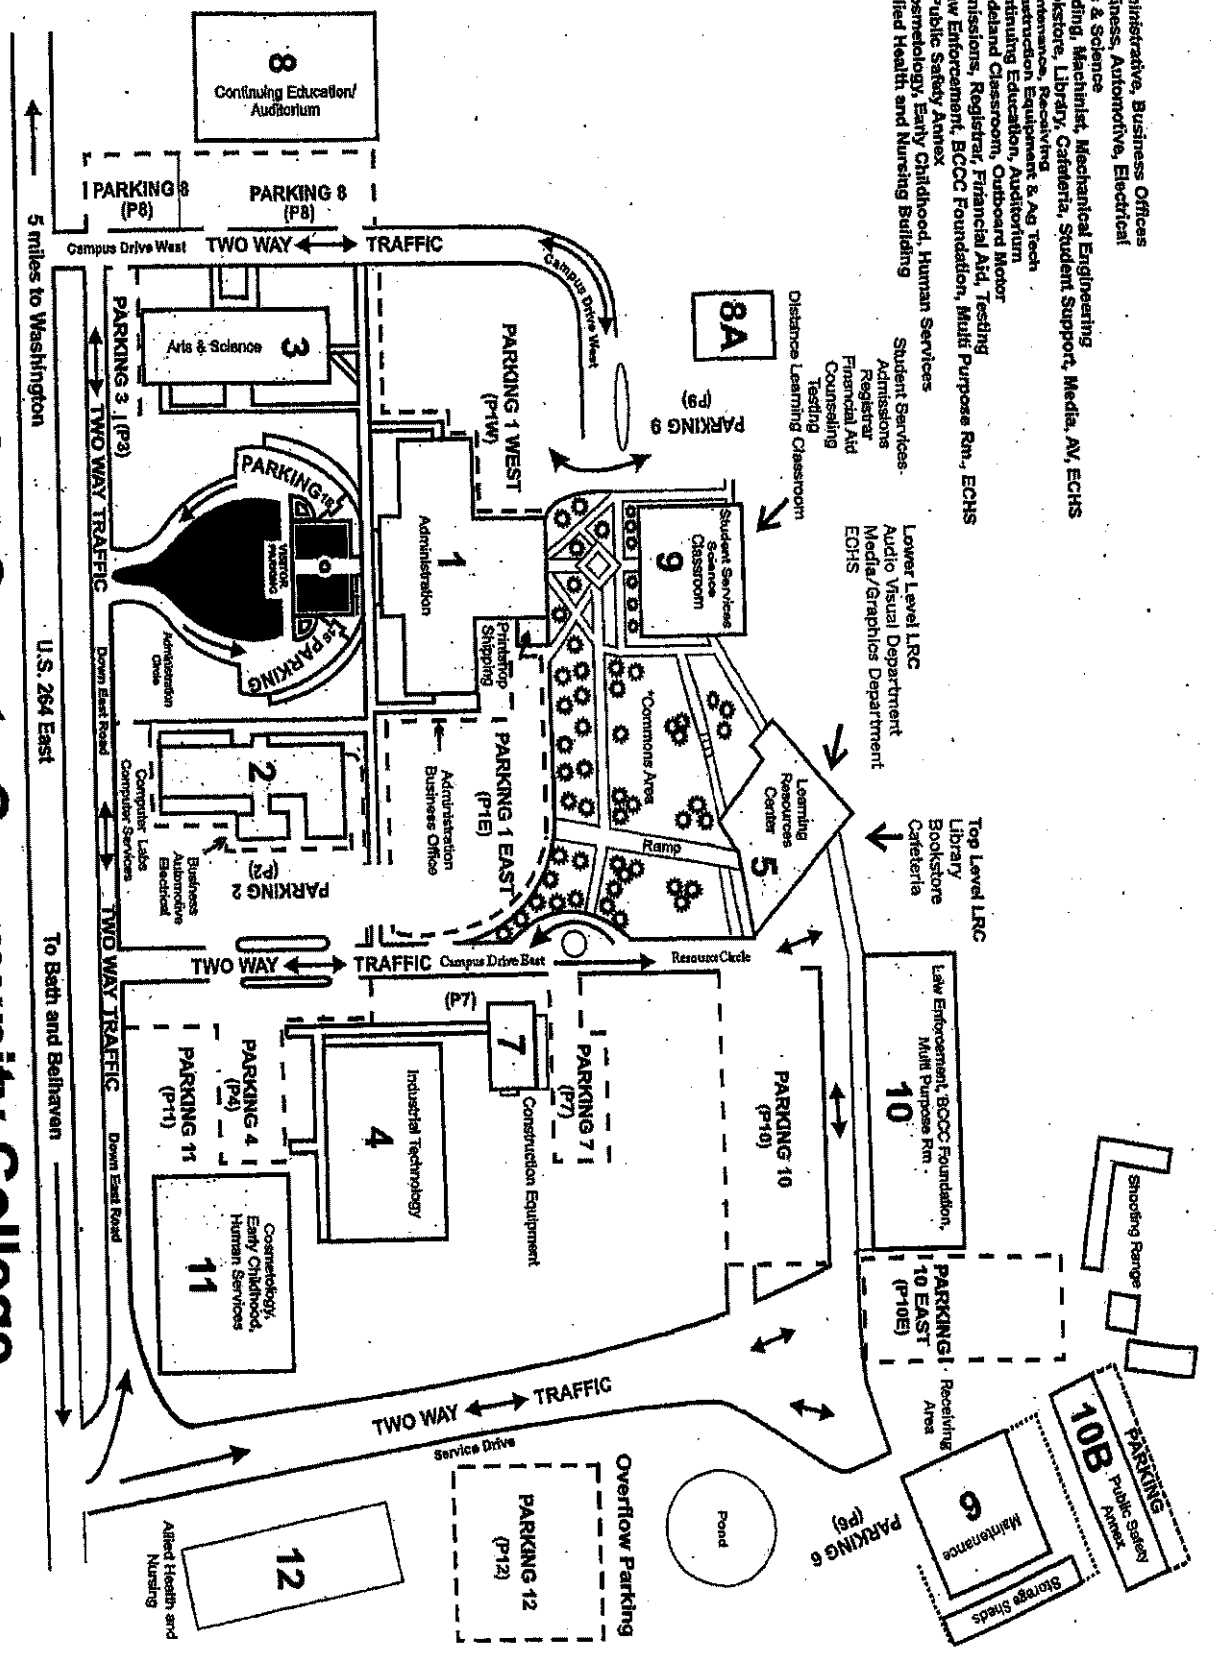 Administrative, Business Offices
Business, Automotive, Electrical
& Science
Machinist, Mechanical Engineering
Library, Cafeteria, Student Support, Media, AV, ECHS
Receiving
Equipment & Ag Tech
Education, Auditorium
Classroom, Outboard Motor
Registrar, Financial Aid, Testing
Enforcement, BCCC Foundation, Multi Purpose Rm., ECHS
Public Safety Annex
Early Childhood, Human Services
Health and Nursing Building
Student Services-
Admissions
Registrar
Financial Aid
Counseling
Testing
Lower Level LRC
Audio Visual Department
Media/Graphics Department
ECHS
Top Level LRC
Library
Bookstore
Cafeteria
Distance Learning Classroom
8A
PARKING 9
(P9)
9
Student Services
Science
Classroom
Learning
Resources
Center
5
Ramp
*Commons Area
Law Enforcement, BCCC Foundation,
Multi Purpose Rm -
10
Shooting Range
PARKING
10 EAST
(P10E)
Receiving
Area
PARKING
10B
Public Safety
Annex
6
Maintenance
Storage Sheds
PARKING 6
(P6)
Pond
Overflow Parking
PARKING 12
(P12)
12
Allied Health and
Nursing
Service Drive
TWO WAY TRAFFIC
PARKING 10
(P10)
Resource Circle
Campus Drive East
TWO WAY TRAFFIC
PARKING 7
(P7)
(P7)
7
Construction Equipment
4
Industrial Technology
PARKING 4
(P4)
PARKING 11
(P11)
11
Cosmetology,
Early Childhood,
Human Services
8
Continuing Education/
Auditorium
PARKING 8
(P8)
PARKING 8
(P8)
Campus Drive West
TWO WAY TRAFFIC
Campus Drive West
PARKING 1 WEST
(P1W)
3
Arts & Science
PARKING 3
(P3)
1
Administration
Printshop
Shipping
PARKING 1 EAST
(P1E)
Administration
Business Office
VISITOR
PARKING
PARKING
PARKING
Administration
Circle
2
Computer Labs
Computer Services
Business
Automotive
Electrical
PARKING 2
(P2)
TWO WAY TRAFFIC
Down East Road
TWO WAY TRAFFIC
Down East Road
5 miles to Washington
U.S. 264 East
To Bath and Belhaven
College